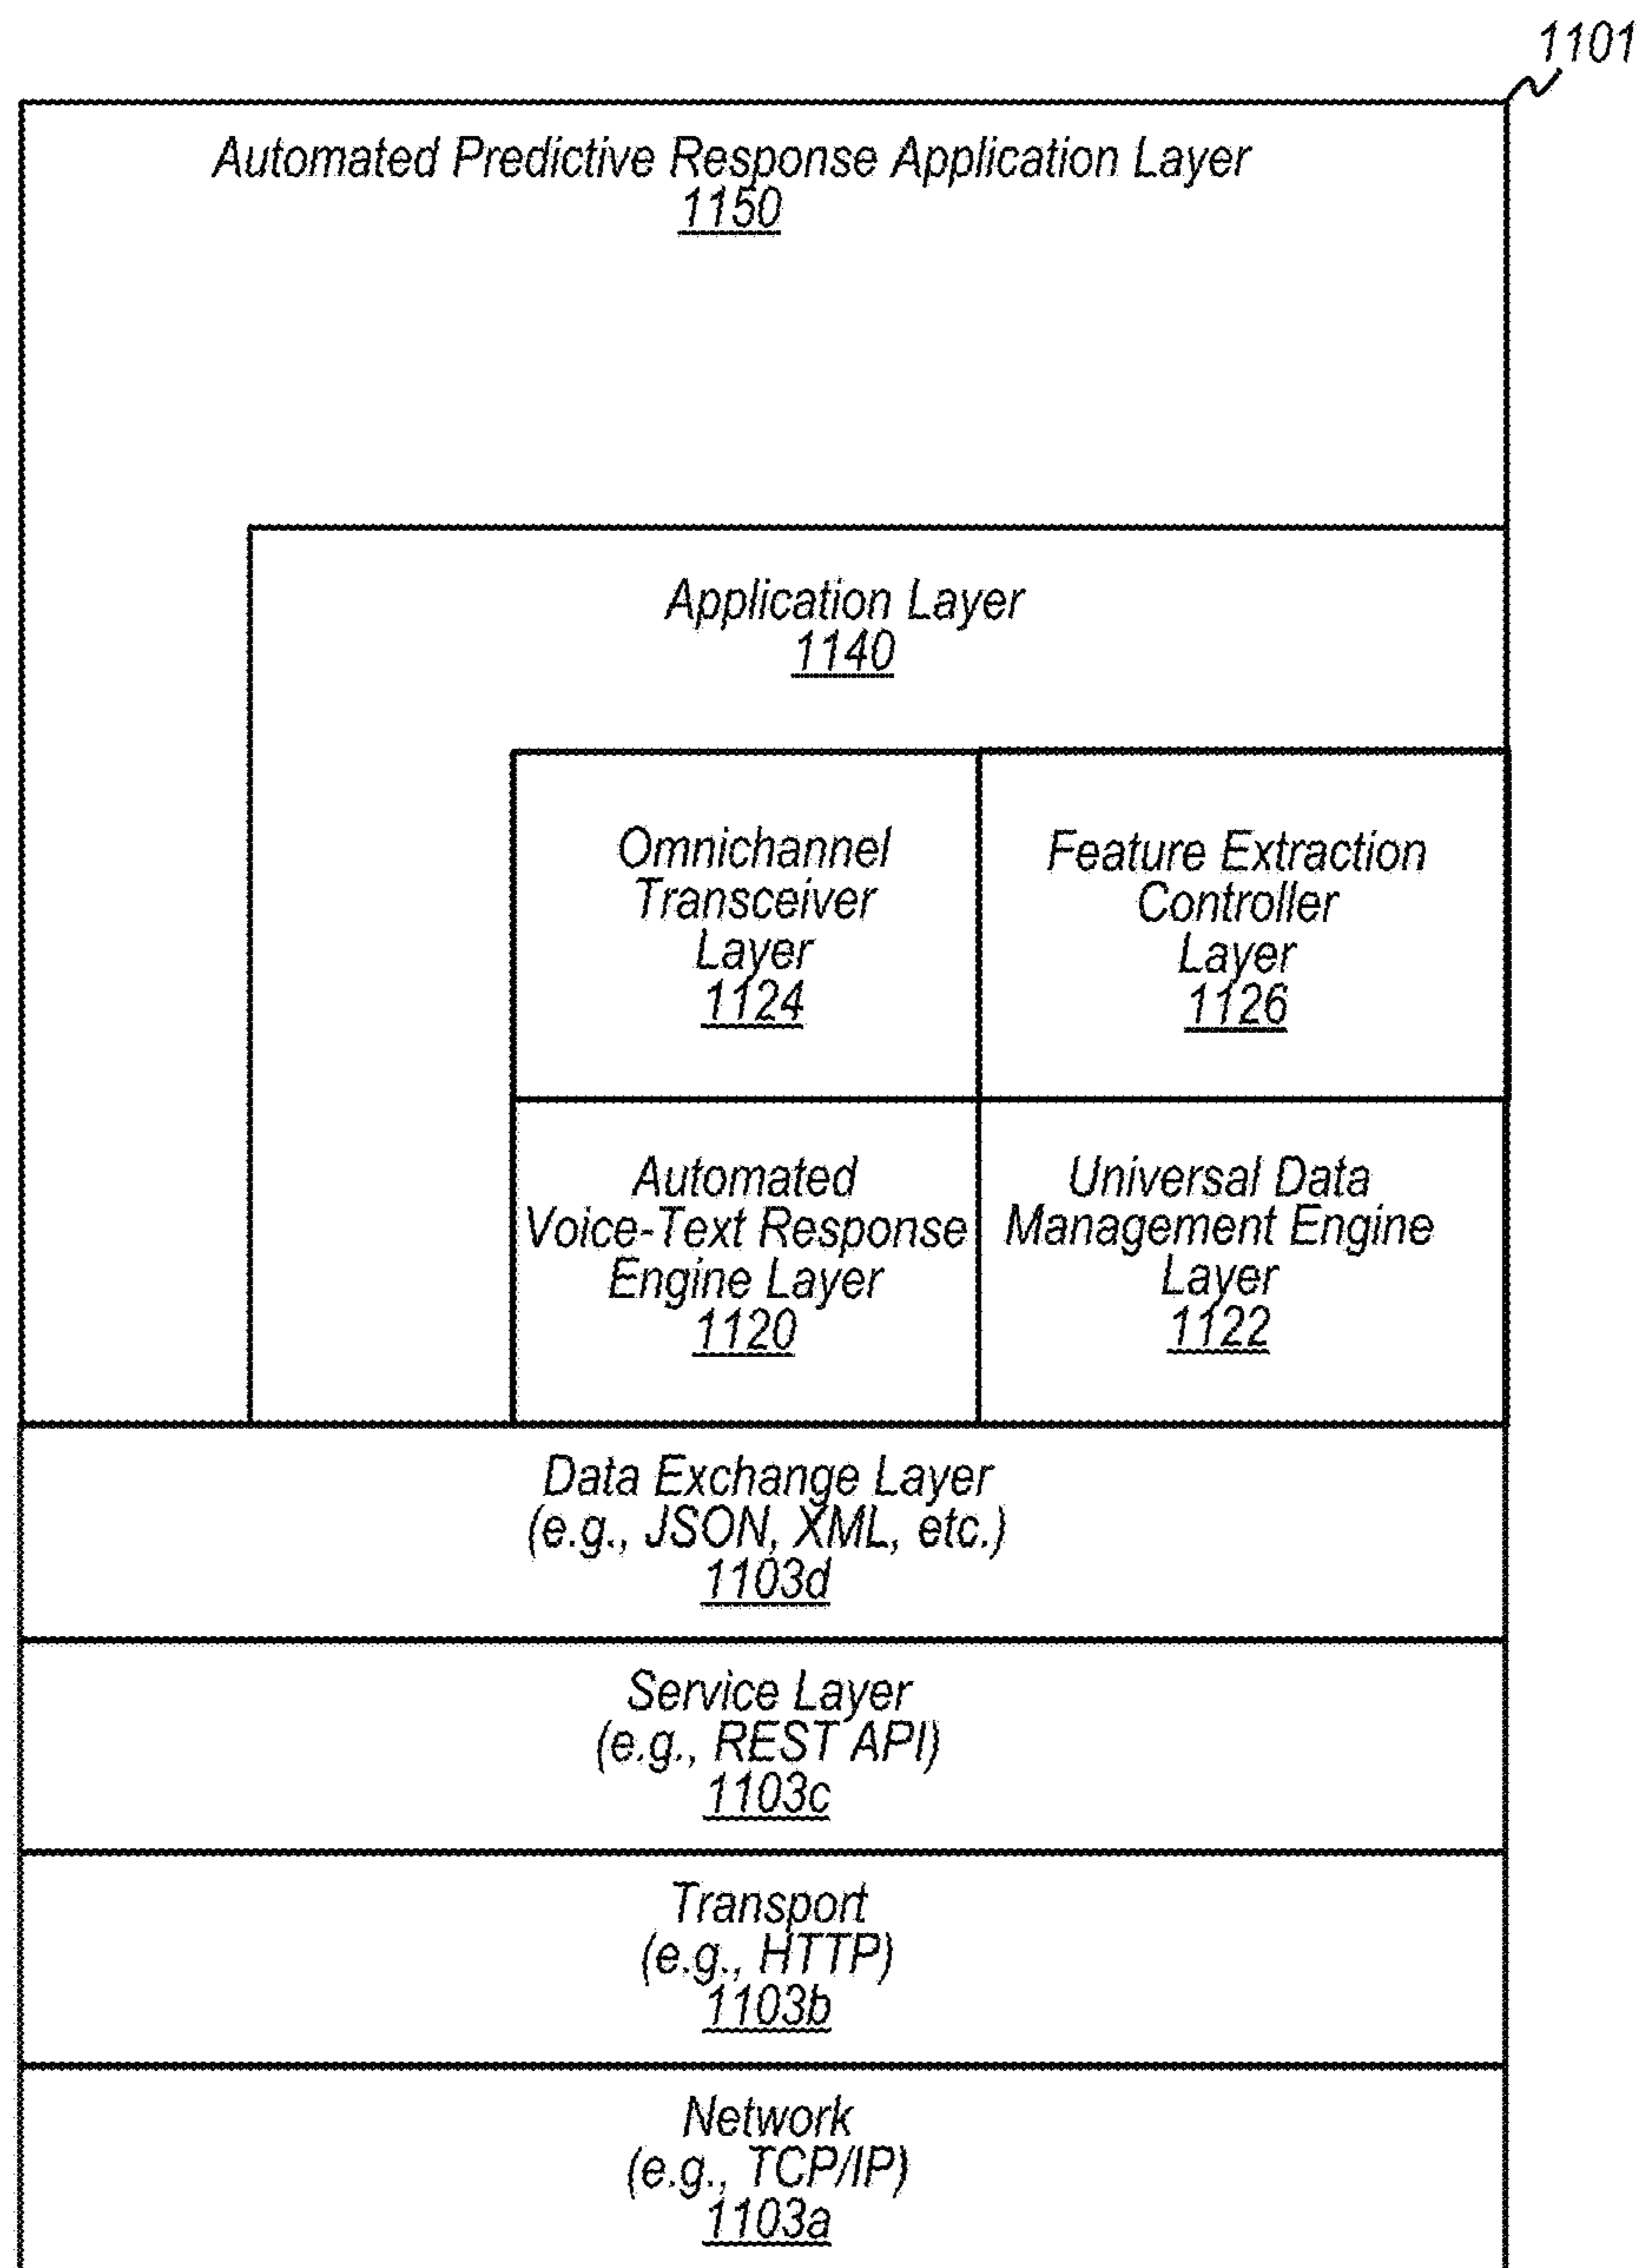 1101
Automated Predictive Response Application Layer
1150
Application Layer
1140
Omnichannel
Transceiver
Layer
1124
Feature Extraction
Controller
Layer
1126
Automated
Voice-Text Response
Engine Layer
1120
Universal Data
Management Engine
Layer
1122
Data Exchange Layer
(e.g., JSON, XML, etc.)
1103d
Service Layer
(e.g., REST API)
1103c
Transport
(e.g., HTTP)
1103b
Network
(e.g., TCP/IP)
1103a